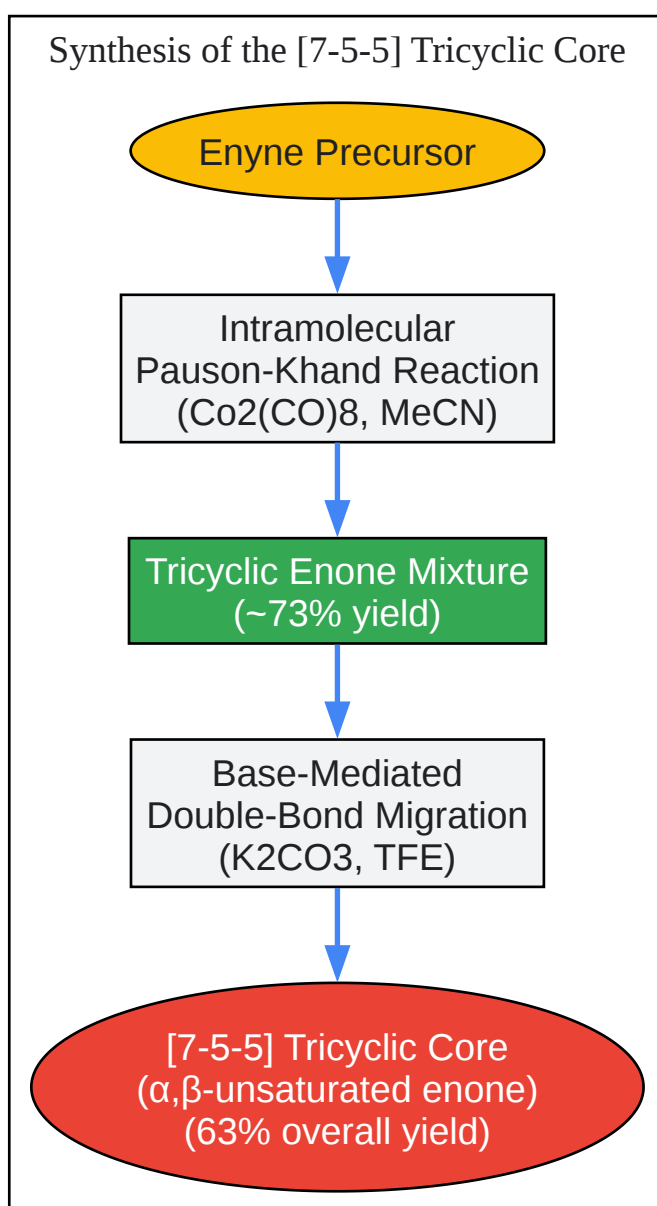 Synthesis of the [7-5-5] Tricyclic Core
Enyne Precursor
Intramolecular
Pauson-Khand Reaction
(Co2(CO)8, MeCN)
Tricyclic Enone Mixture
(~73% yield)
Base-Mediated
Double-Bond Migration
(K2CO3, TFE)
[7-5-5] Tricyclic Core
(α,β-unsaturated enone)
(63% overall yield)